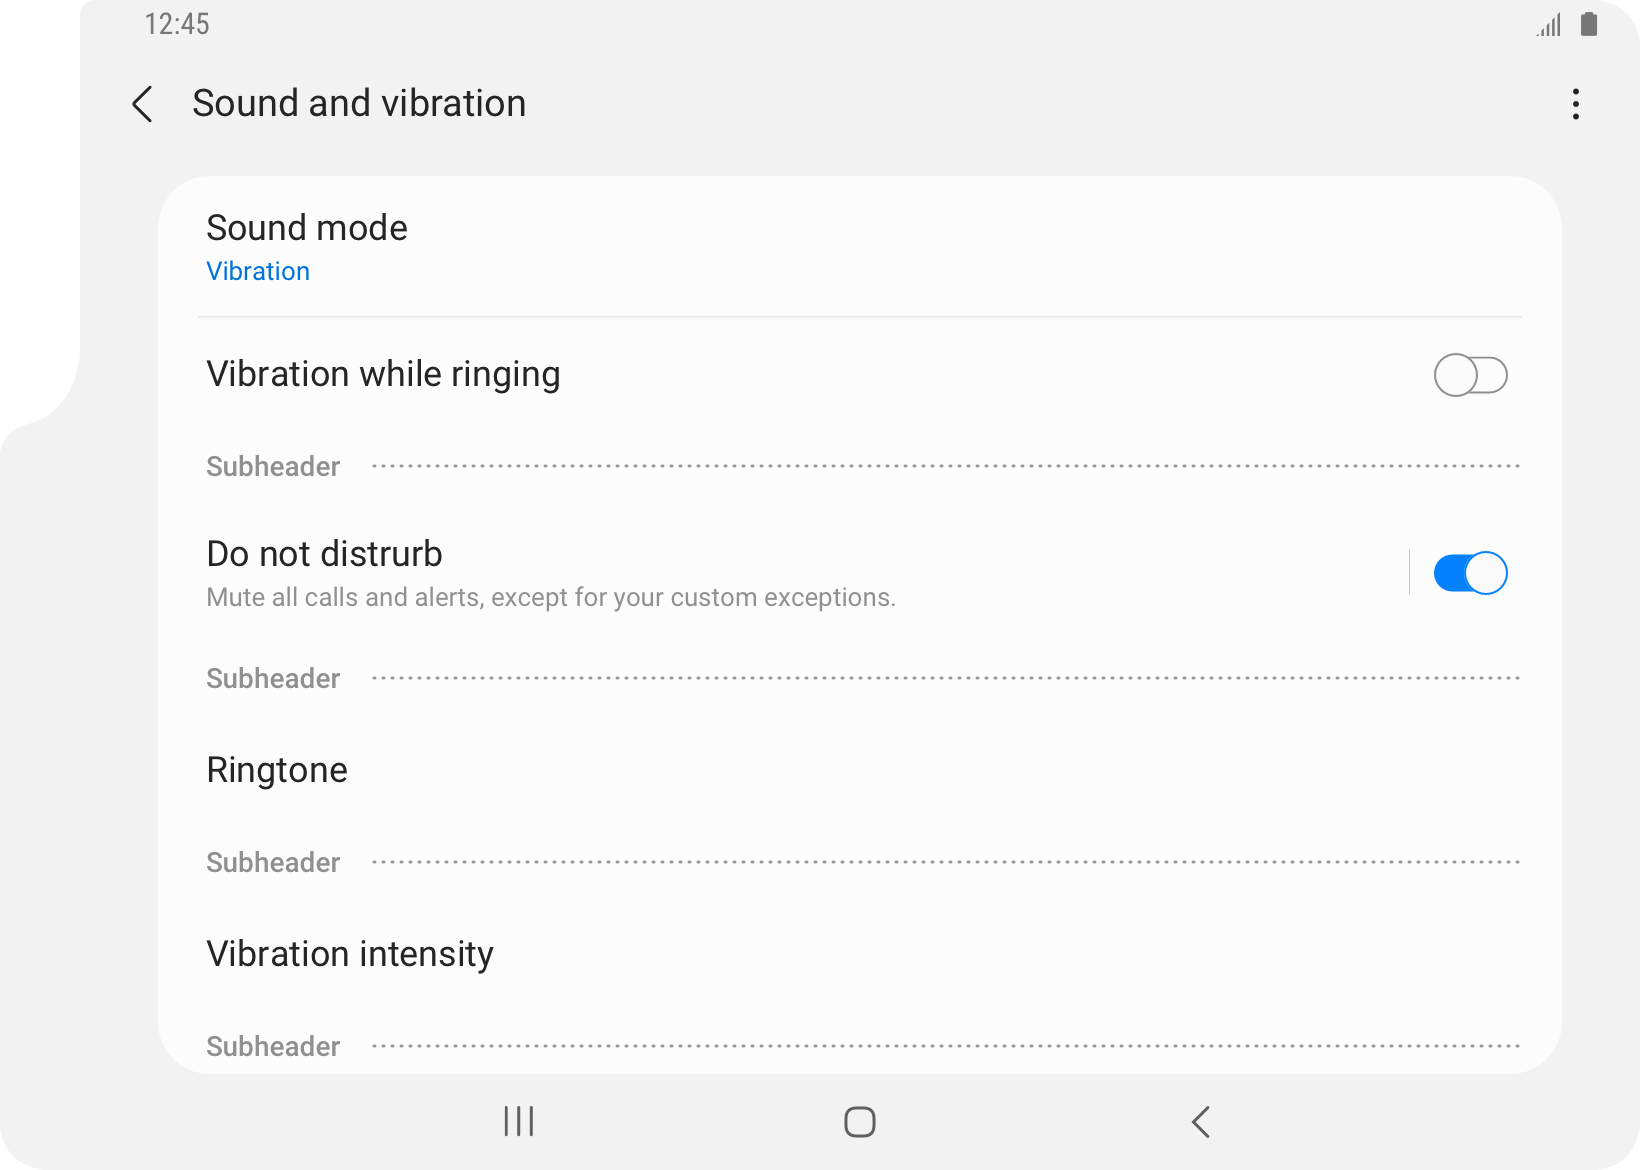 12:45
Sound and vibration
Sound mode
Vibration
Vibration while ringing
Subheader
Do not distrurb
Mute all calls and alerts, except for your custom exceptions.
Subheader
Ringtone
Subheader
Vibration intensity
Subheader